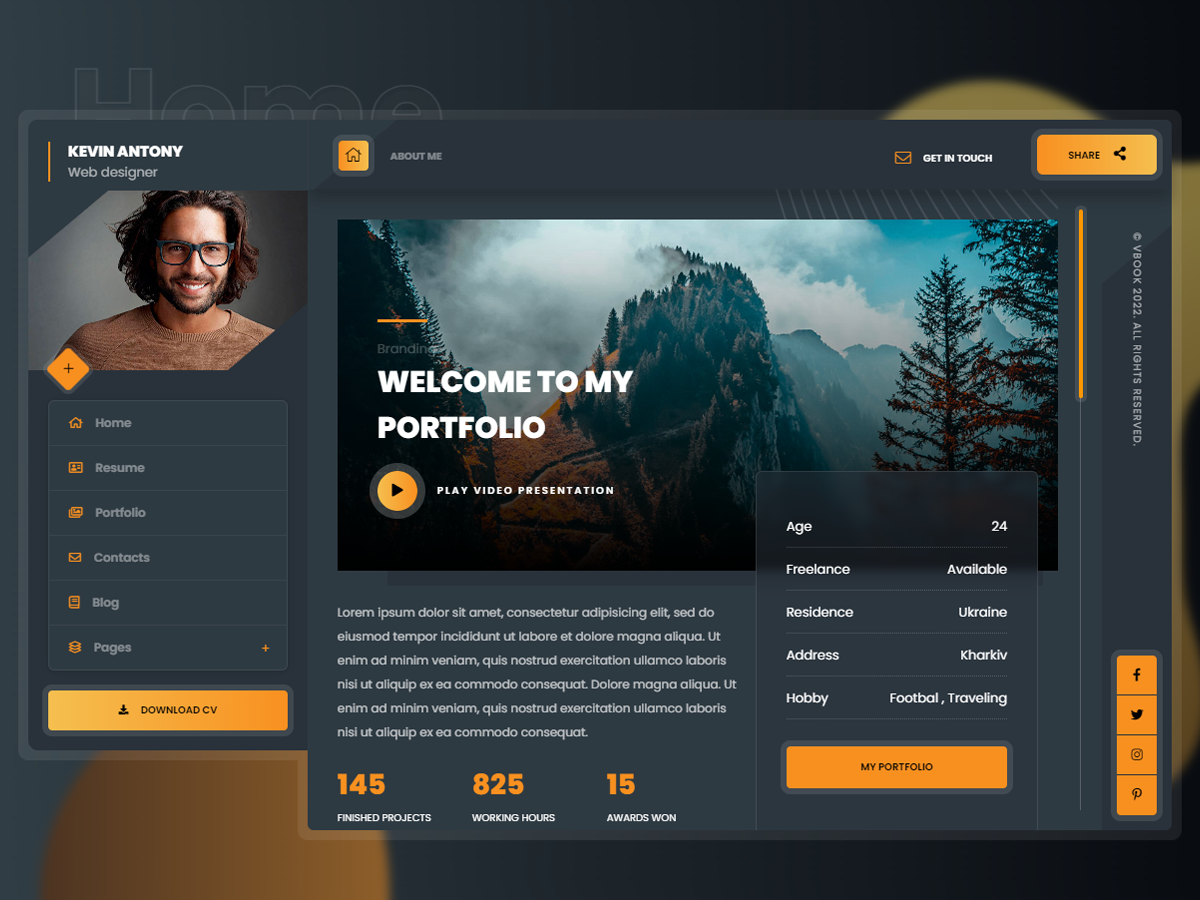 Home
KEVIN ANTONY
Web designer
ABOUT ME
GET IN TOUCH
SHARE
Home
Resume
Portfolio
Contacts
Blog
Pages
+
DOWNLOAD CV
Branding
WELCOME TO MY
PORTFOLIO
PLAY VIDEO PRESENTATION
Age 24
Freelance Available
Residence Ukraine
Address Kharkiv
Hobby Footbal , Traveling
MY PORTFOLIO
Lorem ipsum dolor sit amet, consectetur adipisicing elit, sed do
eiusmod tempor incididunt ut labore et dolore magna aliqua. Ut
enim ad minim veniam, quis nostrud exercitation ullamco laboris
nisi ut aliquip ex ea commodo consequat. Dolore magna aliqua. Ut
enim ad minim veniam, quis nostrud exercitation ullamco laboris
nisi ut aliquip ex ea commodo consequat.
145 825 15
FINISHED PROJECTS WORKING HOURS AWARDS WON
© VBOOK 2022. ALL RIGHTS RESERVED.